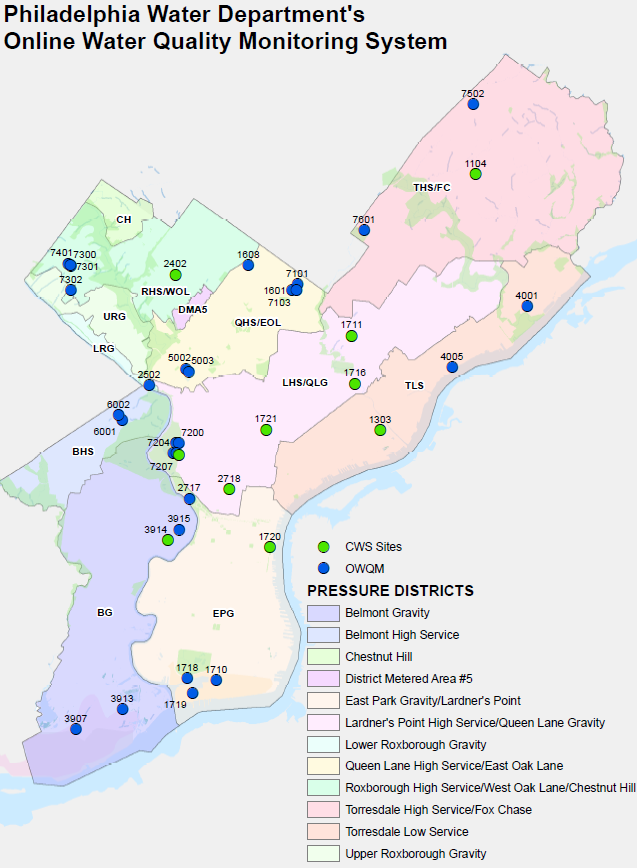 Philadelphia Water Department's
Online Water Quality Monitoring System
7502
1104
THS/FC
CH
7601
7401
7300
7301
2402
1608
7302
RHS/WOL
7101
1601
7103
DMA5
4001
URG
QHS/EOL
1711
LRG
5002
5003
4005
2502
LHS/QLG
1716
TLS
6002
6001
1721
1303
7204
7200
BHS
7207
2718
2717
3915
3914
1720
CWS Sites
OWQM
PRESSURE DISTRICTS
BG
EPG
Belmont Gravity
Belmont High Service
Chestnut Hill
1718
1710
District Metered Area #5
1719
East Park Gravity/Lardner's Point
3913
3907
Lardner's Point High Service/Queen Lane Gravity
Lower Roxborough Gravity
Queen Lane High Service/East Oak Lane
Roxborough High Service/West Oak Lane/Chestnut Hill
Torresdale High Service/Fox Chase
Torresdale Low Service
Upper Roxborough Gravity